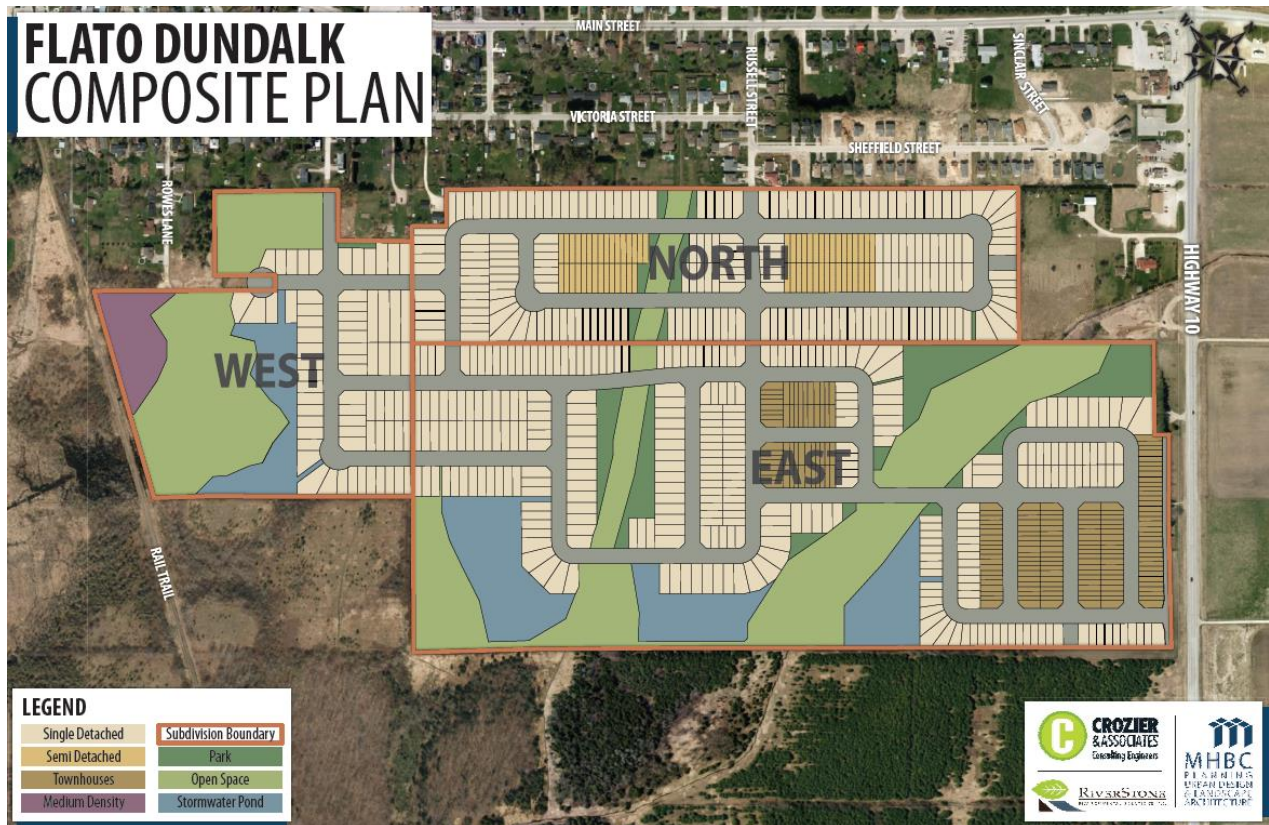 FLATO DUNDALK
COMPOSITE PLAN
MAIN STREET
RUSSELL STREET
SINCLAIR STREET
VICTORIA STREET
SHEFFIELD STREET
ROWES LANE
NORTH
HIGHWAY 10
WEST
EAST
RAIL TRAIL
LEGEND
Single Detached
Subdivision Boundary
Semi Detached
Park
Townhouses
Open Space
Medium Density
Stormwater Pond
C
CROZIER
& ASSOCIATES
Consulting Engineers
RIVERSTONE
MHBC
PLANNING
URBAN DESIGN
& LANDSCAPE
ARCHITECTURE